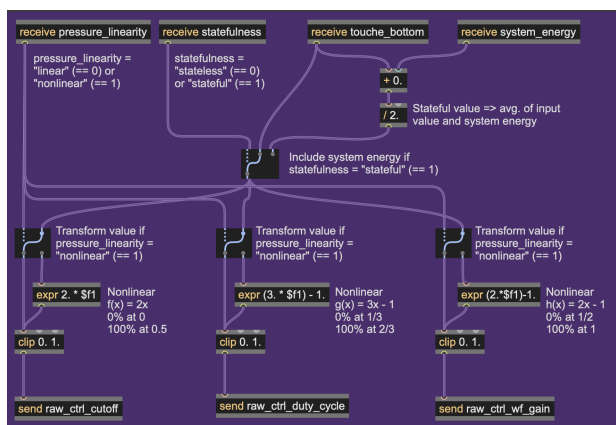 receive pressure_linearity
receive statefulness
receive touche_bottom
receive system_energy
pressure_linearity =
"linear" (== 0) or
"nonlinear" (== 1)
statefulness =
"stateless" (== 0)
or "stateful" (== 1)
+ 0.
/ 2.
Stateful value => avg. of input
value and system energy
Include system energy if
statefulness = "stateful" (== 1)
Transform value if
pressure_linearity =
"nonlinear" (== 1)
Transform value if
pressure_linearity =
"nonlinear" (== 1)
Transform value if
pressure_linearity =
"nonlinear" (== 1)
expr 2. * $f1
Nonlinear
f(x) = 2x
0% at 0
100% at 0.5
expr (3. * $f1) - 1.
Nonlinear
g(x) = 3x - 1
0% at 1/3
100% at 2/3
expr (2.*$f1)-1.
Nonlinear
h(x) = 2x - 1
0% at 1/2
100% at 1
clip 0. 1.
clip 0. 1.
clip 0. 1.
send raw_ctrl_cutoff
send raw_ctrl_duty_cycle
send raw_ctrl_wf_gain